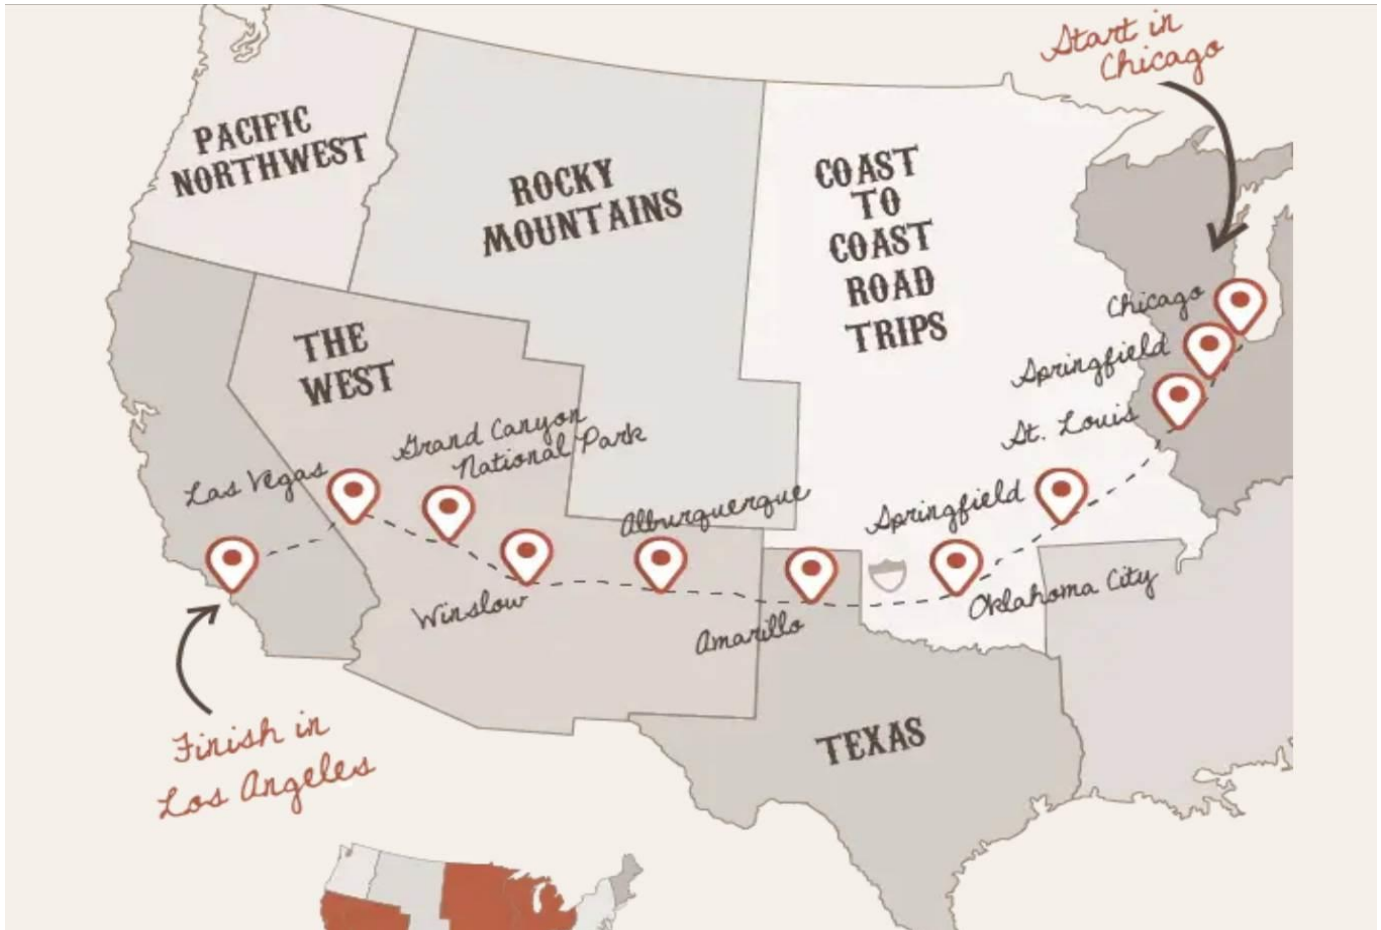 Start in
Chicago
PACIFIC
NORTHWEST
ROCKY
MOUNTAINS
COAST
TO
COAST
ROAD
TRIPS
Chicago
THE
WEST
Springfield
St. Louis
Grand Canyon
National Park
Las Vegas
Alburquerque
Springfield
Winslow
Amarillo
Oklahoma City
Finish in
Los Angeles
TEXAS